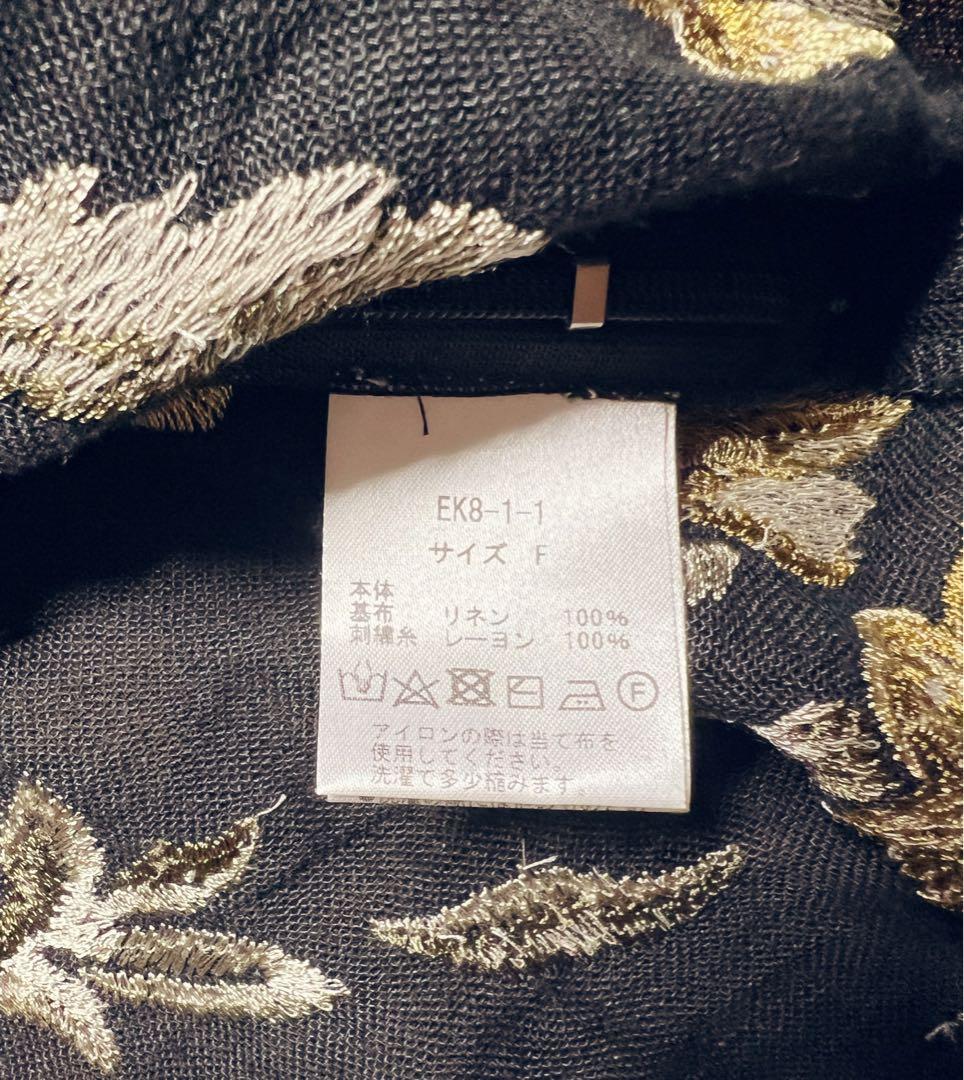 EK8-1-1
サイズ F
本体
基布 リネン 100%
刺繍糸 レーヨン 100%
F
アイロンの際は当て布を
使用してください。
洗濯で多少縮みます。